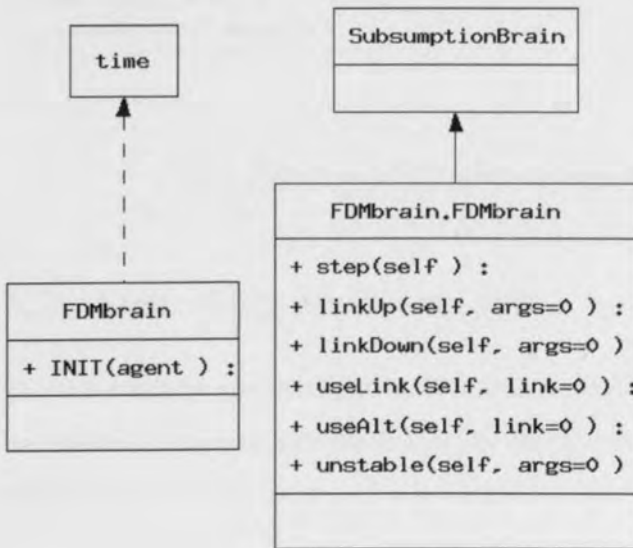 time
SubsumptionBrain
FDMbrain
+ INIT(agent ) :
FDMbrain.FDMbrain
+ step(self ) :
+ linkUp(self, args=0 ) :
+ linkDown(self, args=0 )
+ useLink(self, link=0 ) :
+ useAlt(self, link=0 ) :
+ unstable(self, args=0 )